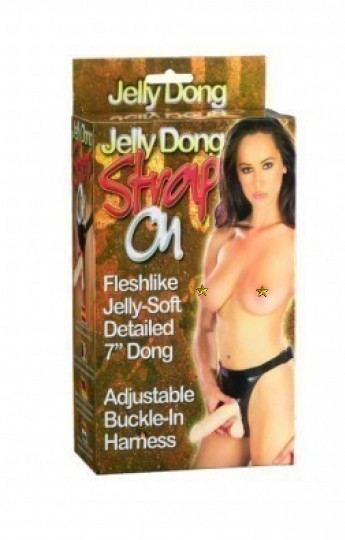 Jelly Dong
Jelly Dong
Strap
On
Fleshlike
Jelly-Soft
Detailed
7" Dong
Adjustable
Buckle-In
Harness